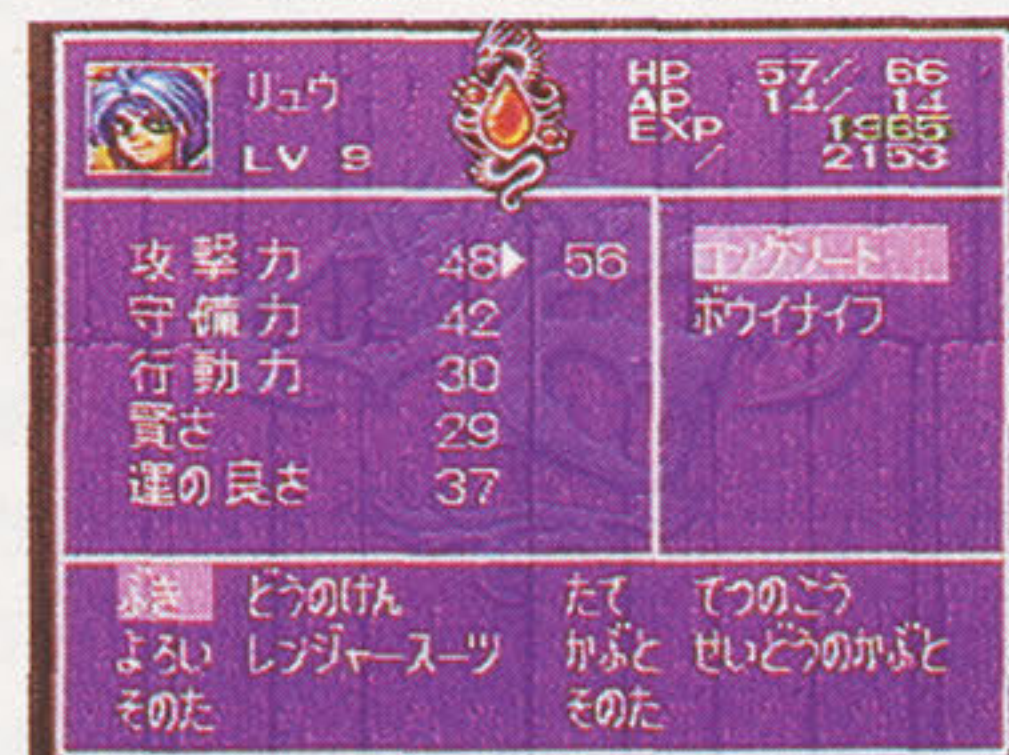 リュウ
LV 9
HP 57/ 66
AP 14/ 14
EXP 1965
/ 2153
攻撃力 48▶ 56
守備力 42
行動力 30
賢さ 29
運の良さ 37
ロングソード
ボウイナイフ
ぶき どうのけん
よろい レンジャースーツ
そのた
たて てつのこう
かぶと せいどうのかぶと
そのた